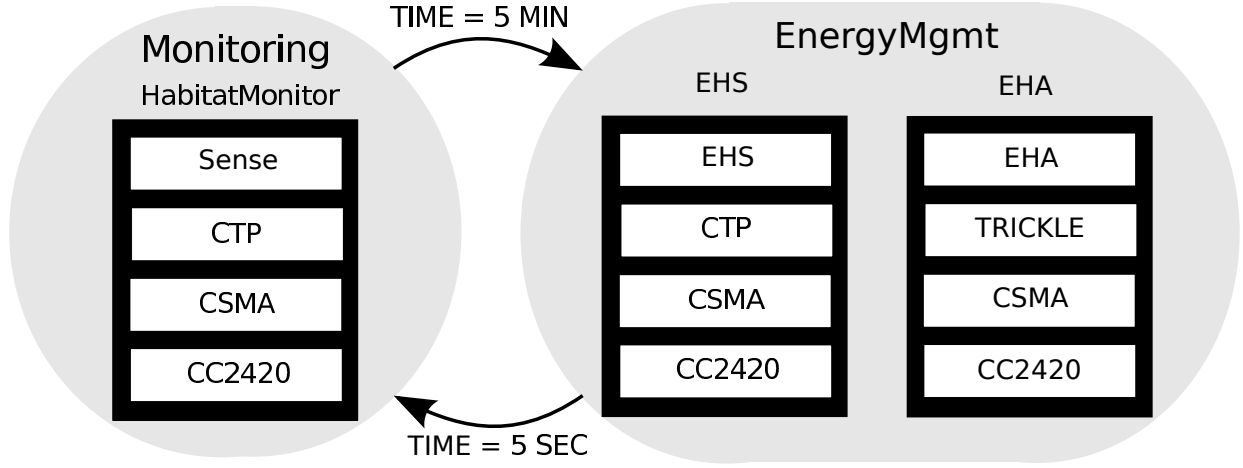 TIME = 5 MIN
Monitoring
HabitatMonitor
Sense
CTP
CSMA
CC2420
EnergyMgmt
EHS
EHS
CTP
CSMA
CC2420
EHA
EHA
TRICKLE
CSMA
CC2420
TIME = 5 SEC